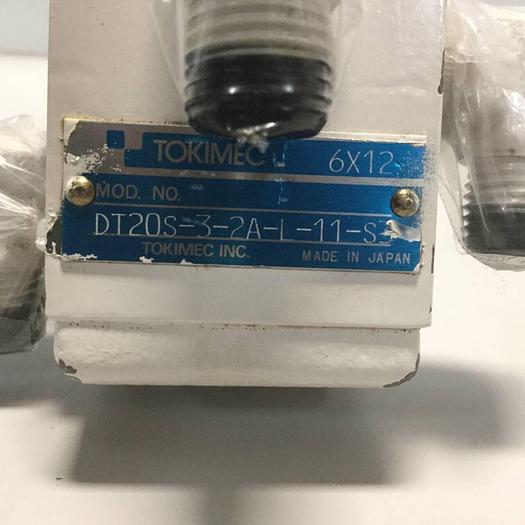 TOKIMEC 6X12
MOD. NO.
DT20S-3-2A-L-11-S
TOKIMEC INC. MADE IN JAPAN